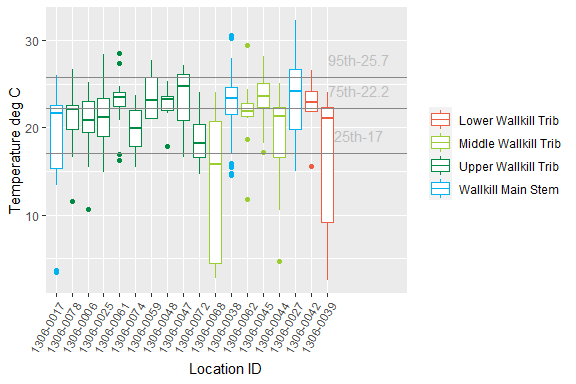 30
20
10
Temperature deg C
95th-25.7
74th-22.2
25th-17
1306-0017
1306-0078
1306-0006
1306-0025
1306-0061
1306-0074
1306-0059
1306-0048
1306-0047
1306-0072
1306-0068
1306-0038
1306-0062
1306-0045
1306-0044
1306-0027
1306-0042
1306-0039
Location ID
Lower Wallkill Trib
Middle Wallkill Trib
Upper Wallkill Trib
Wallkill Main Stem